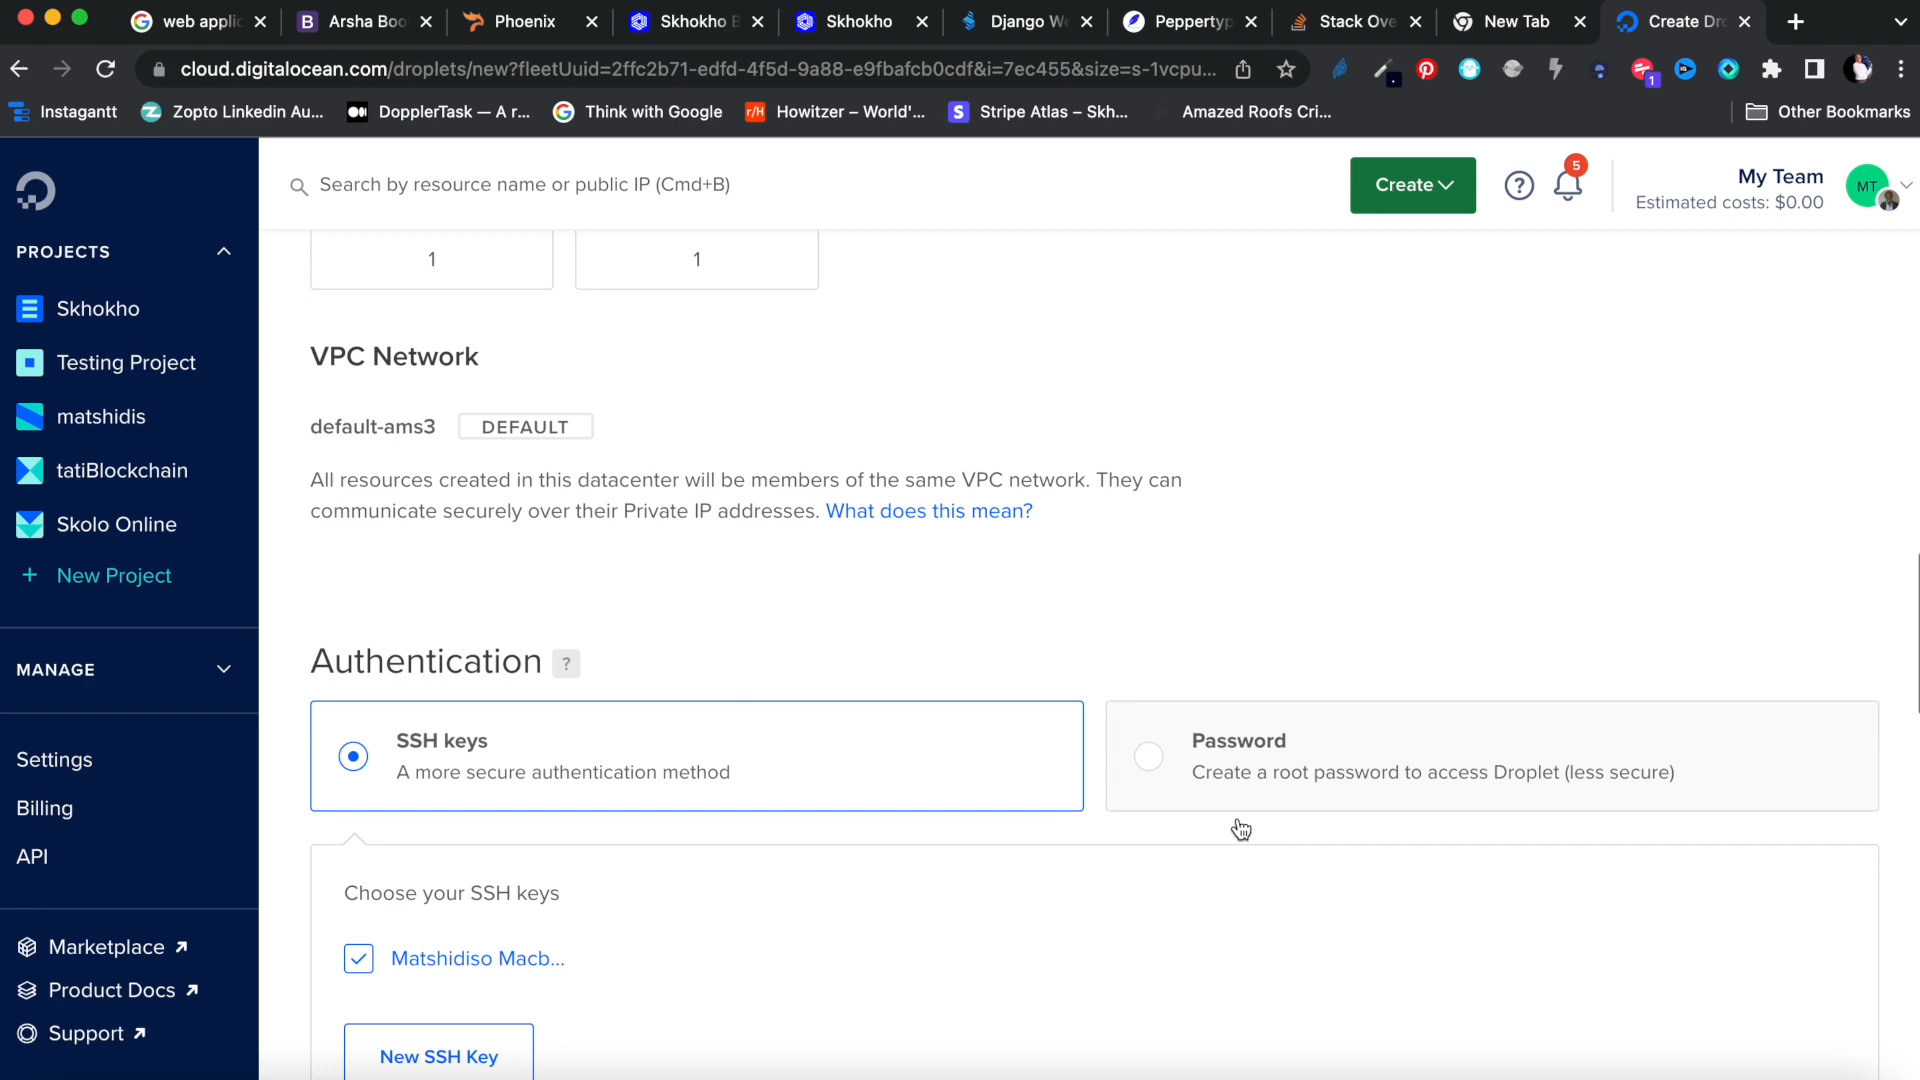 web applic
Arsha Boo
Phoenix
Skhokho B
Skhokho
Django We
Peppertyp
Stack Ove
New Tab
Create Dro
cloud.digitalocean.com/droplets/new?fleetUuid=2ffc2b71-edfd-4f5d-9a88-e9fbafcb0cdf&i=7ec455&size=s-1vcpu...
1
Instagantt
Zopto Linkedin Au...
DopplerTask — A r...
Think with Google
r/H
Howitzer – World'...
S
Stripe Atlas – Skh...
Amazed Roofs Cri...
Other Bookmarks
Search by resource name or public IP (Cmd+B)
Create
?
5
My Team
Estimated costs: $0.00
MT
PROJECTS
Skhokho
Testing Project
matshidis
tatiBlockchain
Skolo Online
+ New Project
MANAGE
Settings
Billing
API
Marketplace
Product Docs
Support
1
1
VPC Network
default-ams3 DEFAULT
All resources created in this datacenter will be members of the same VPC network. They can
communicate securely over their Private IP addresses. What does this mean?
Authentication ?
SSH keys
A more secure authentication method
Password
Create a root password to access Droplet (less secure)
Choose your SSH keys
Matshidiso Macb...
New SSH Key